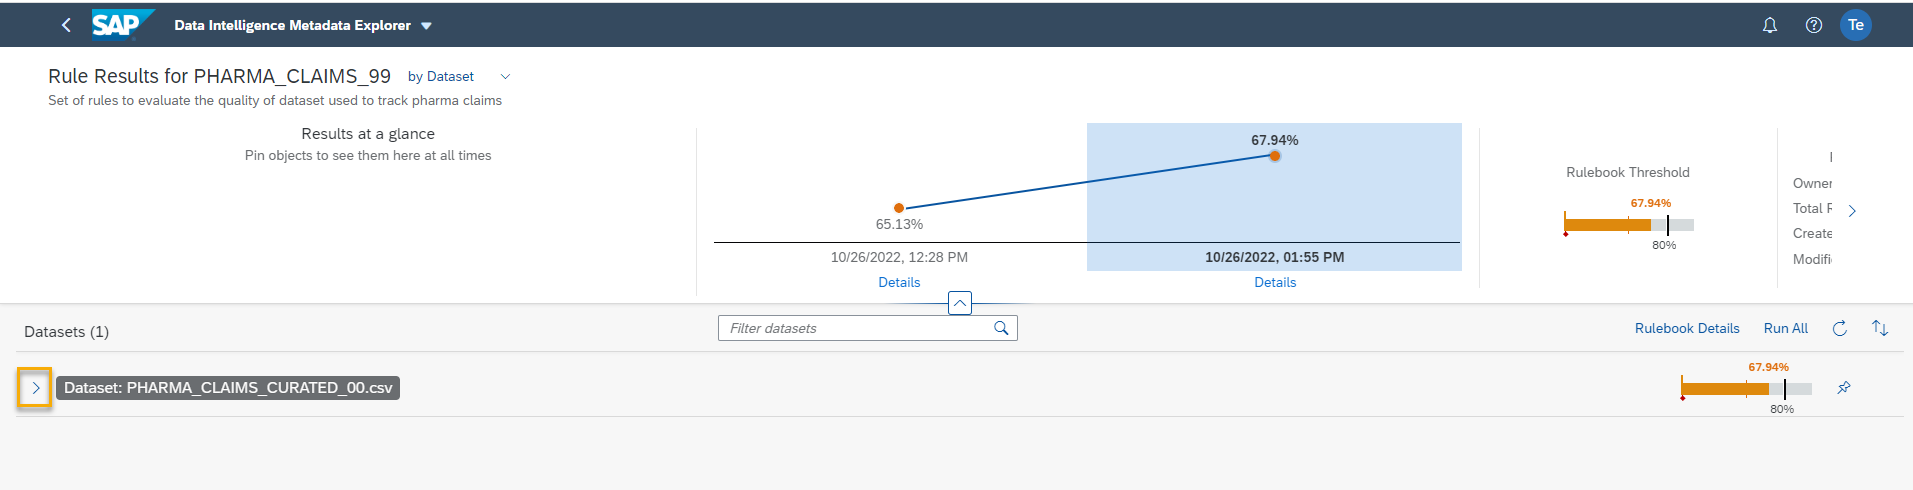 SAP Data Intelligence Metadata Explorer
Te
Rule Results for PHARMA_CLAIMS_99 by Dataset
Set of rules to evaluate the quality of dataset used to track pharma claims
Results at a glance
Pin objects to see them here at all times
67.94%
65.13%
10/26/2022, 12:28 PM
10/26/2022, 01:55 PM
Details
Details
Rulebook Threshold
67.94%
80%
Owner
Total R
Create
Modifi
Datasets (1)
Filter datasets
Rulebook Details
Run All
Dataset: PHARMA_CLAIMS_CURATED_00.csv
67.94%
80%